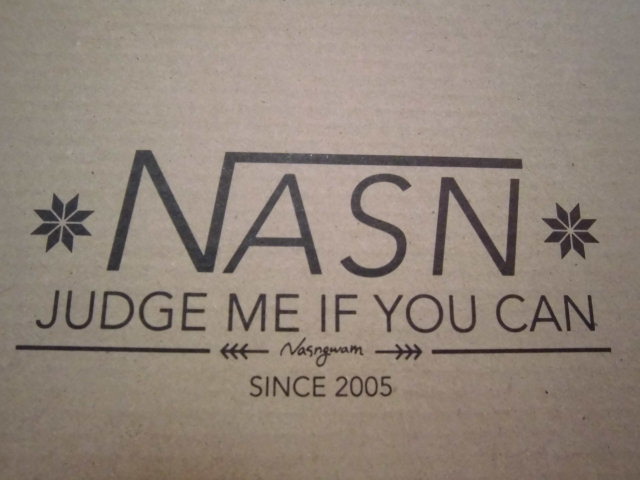 NASN
JUDGE ME IF YOU CAN
Nasngwam
SINCE 2005